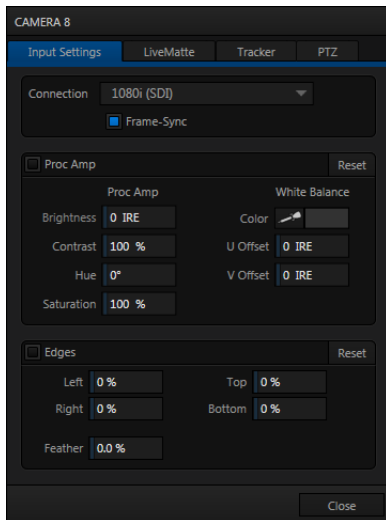 CAMERA 8
Input Settings LiveMatte Tracker PTZ
Connection 1080i (SDI)
Frame-Sync
Proc Amp Reset
Proc Amp White Balance
Brightness 0 IRE Color
Contrast 100 % U Offset 0 IRE
Hue 0° V Offset 0 IRE
Saturation 100 %
Edges Reset
Left 0 % Top 0 %
Right 0 % Bottom 0 %
Feather 0.0 %
Close